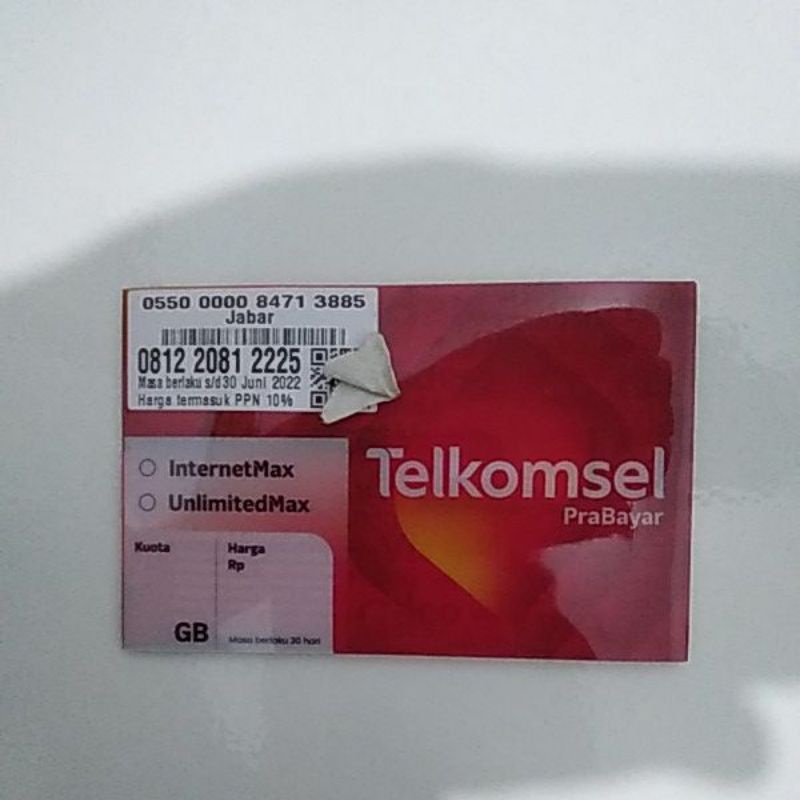 0550 0000 8471 3885
Jabar
0812 2081 2225
Masa berlaku s/d 30 Juni 2022
Harga termasuk PPN 10%
InternetMax
UnlimitedMax
Kuota
Harga
Rp
GB
Masa berlaku 30 hari
Telkomsel
PraBayar